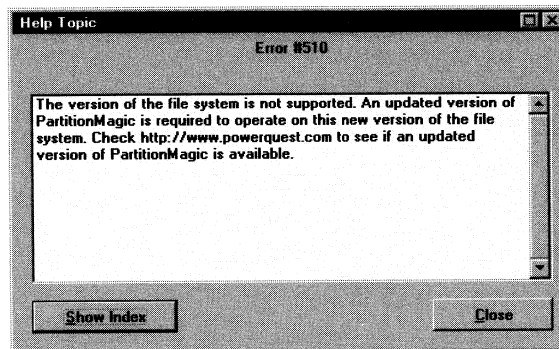 Help Topic
Error #510
The version of the file system is not supported. An updated version of
PartitionMagic is required to operate on this new version of the file
system. Check http://www.powerquest.com to see if an updated
version of PartitionMagic is available.
Show Index
Close